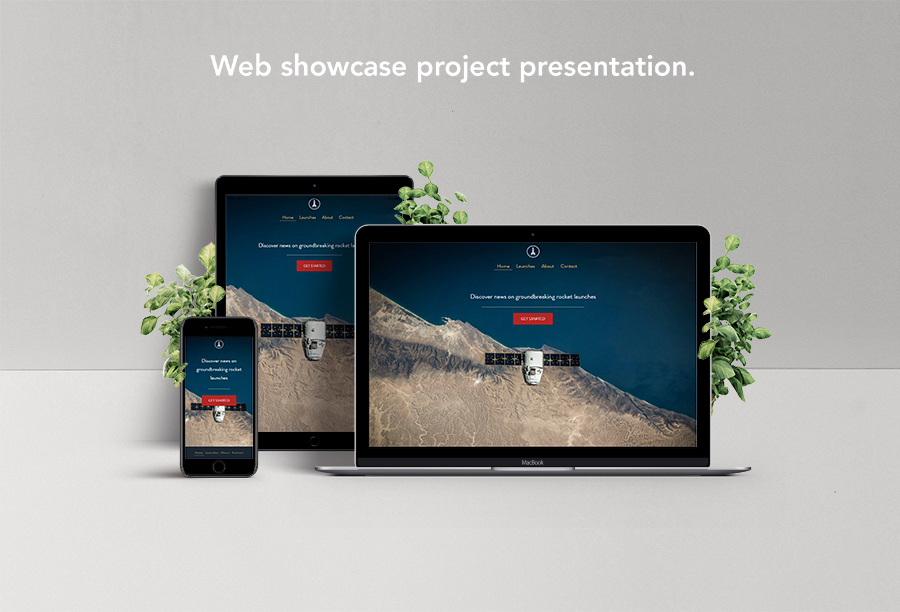 Web showcase project presentation.
Home Launches About Contact
Discover news on groundbreaking rocket l
GET STARTED
Home Launches About Contact
Discover news on groundbreaking rocket launches
GET STARTED
MacBook
Discover news on
groundbreaking rocket
launches
GET STARTED
Home Launches About Contact